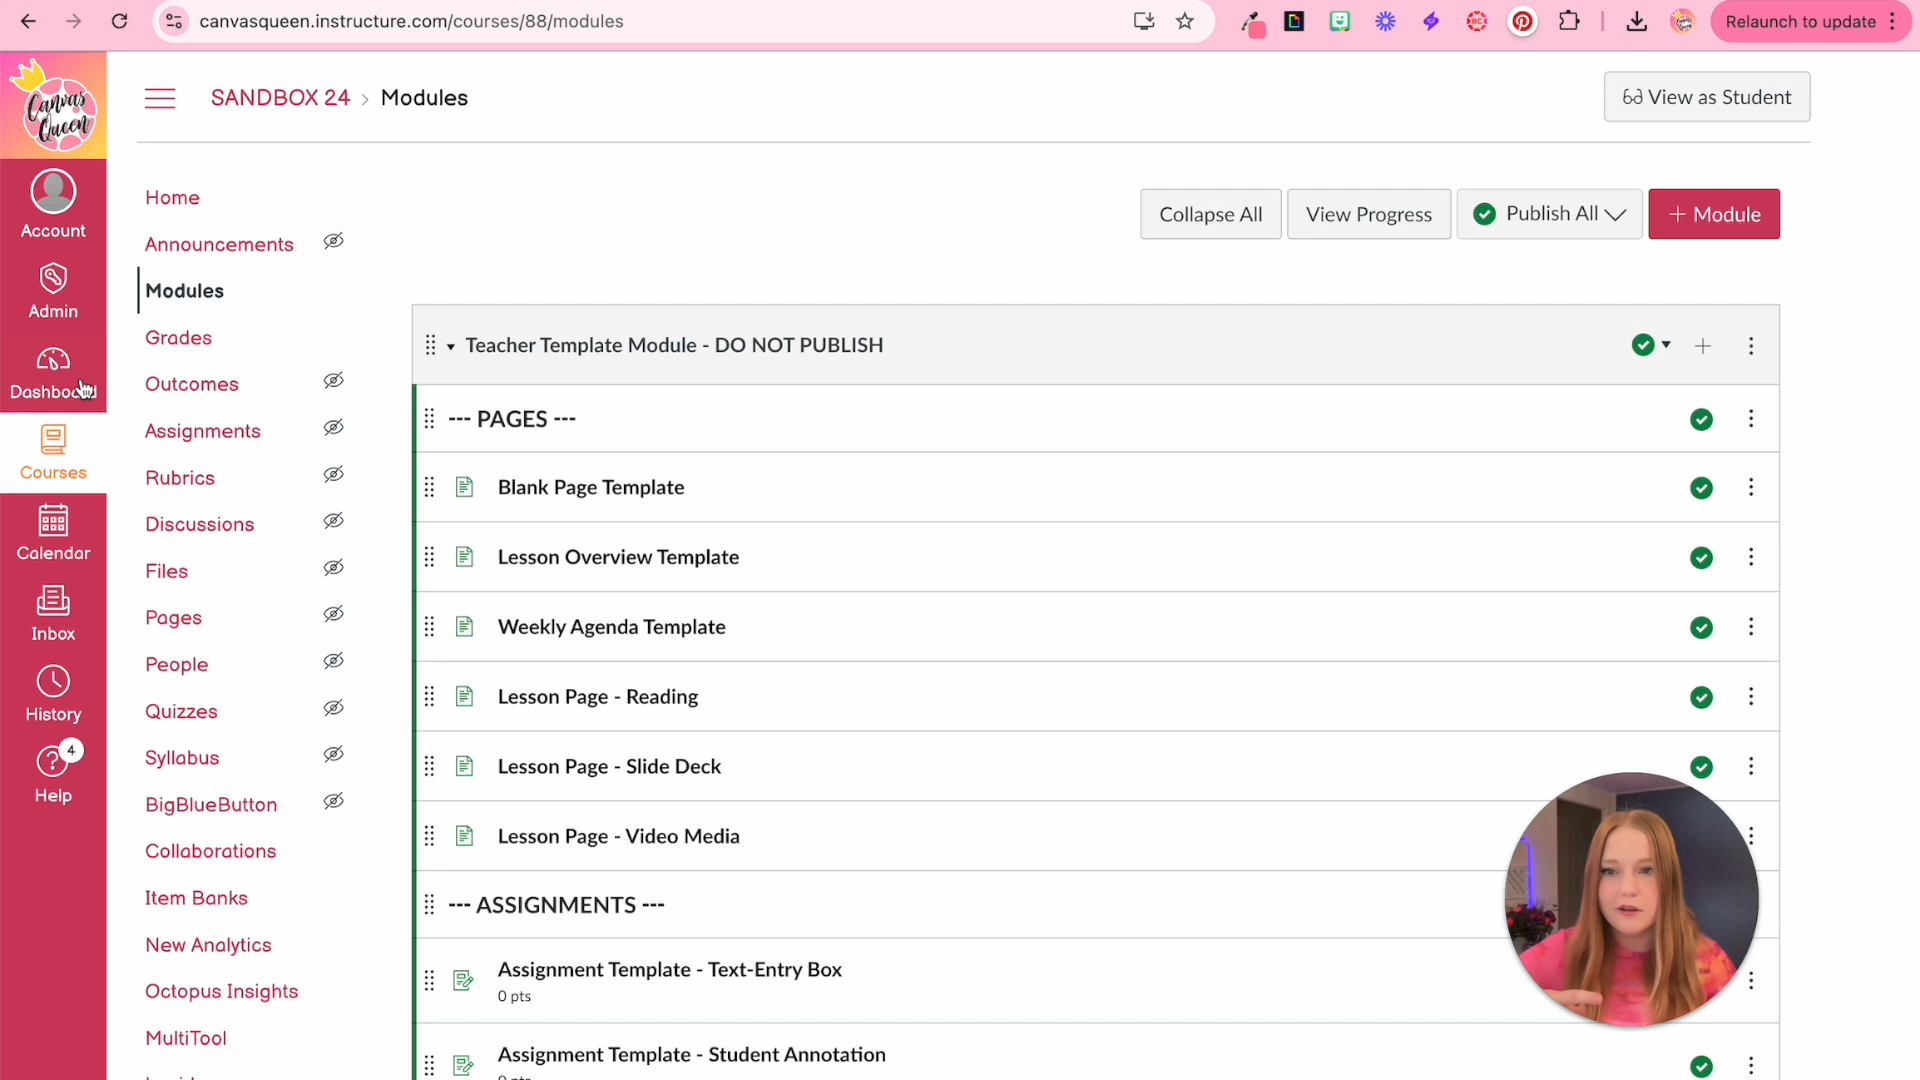 canvasqueen.instructure.com/courses/88/modules
Relaunch to update
Canvas
Queen
SANDBOX 24 > Modules
View as Student
Account
Admin
Dashboard
Courses
Calendar
Inbox
History
4
Help
Home
Announcements
Modules
Grades
Outcomes
Assignments
Rubrics
Discussions
Files
Pages
People
Quizzes
Syllabus
BigBlueButton
Collaborations
Item Banks
New Analytics
Octopus Insights
MultiTool
Collapse All
View Progress
Publish All
+ Module
Teacher Template Module - DO NOT PUBLISH
--- PAGES ---
Blank Page Template
Lesson Overview Template
Weekly Agenda Template
Lesson Page - Reading
Lesson Page - Slide Deck
Lesson Page - Video Media
--- ASSIGNMENTS ---
Assignment Template - Text-Entry Box
0 pts
Assignment Template - Student Annotation